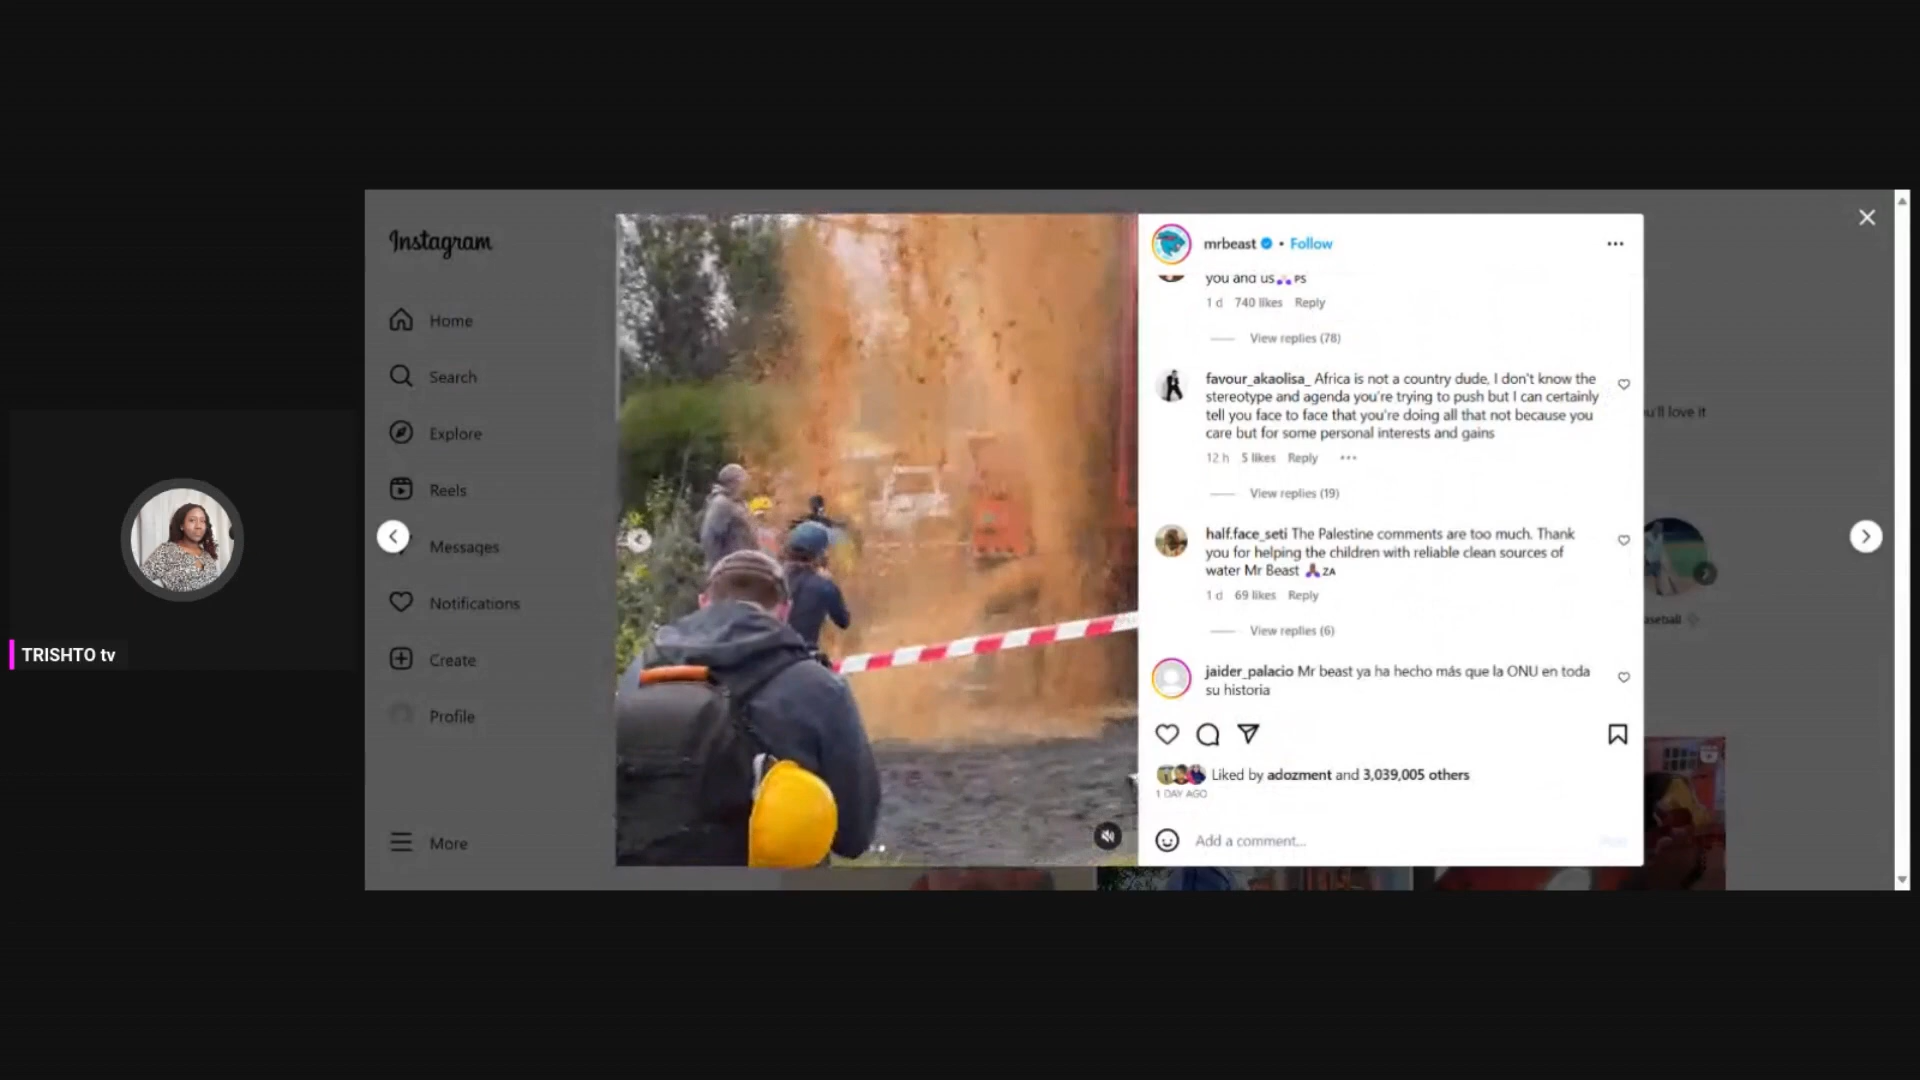 Instagram
Home
Search
Explore
Reels
Messages
Notifications
Create
Profile
More
TRISHTO tv
mrbeast • Follow
you and us PS
1 d 740 likes Reply
View replies (78)
favour_akaolisa_ Africa is not a country dude, I don't know the
stereotype and agenda you're trying to push but I can certainly
tell you face to face that you're doing all that not because you
care but for some personal interests and gains
12 h 5 likes Reply
View replies (19)
half.face_seti The Palestine comments are too much. Thank
you for helping the children with reliable clean sources of
water Mr Beast ZA
1 d 69 likes Reply
View replies (6)
jaider_palacio Mr beast ya ha hecho más que la ONU en toda
su historia
Liked by adozment and 3,039,005 others
1 DAY AGO
Add a comment...
love it